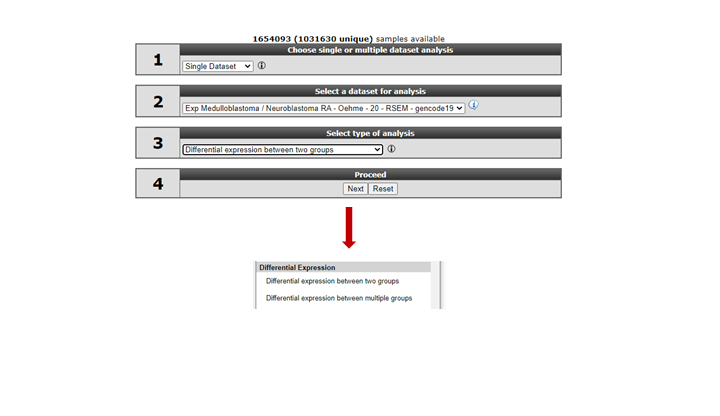 1654093 (1031630 unique) samples available
1
Choose single or multiple dataset analysis
Single Dataset
2
Select a dataset for analysis
Exp Medulloblastoma / Neuroblastoma RA - Oehme - 20 - RSEM - gencode19
3
Select type of analysis
Differential expression between two groups
4
Proceed
Next Reset
Differential Expression
Differential expression between two groups
Differential expression between multiple groups